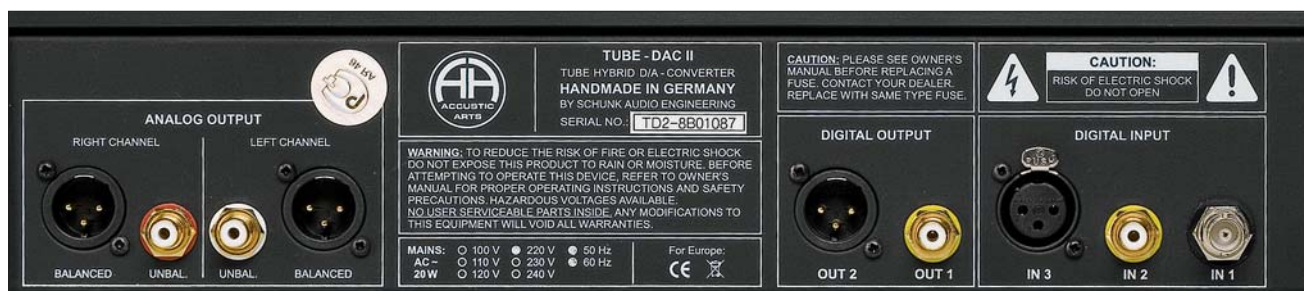 AR 46
ANALOG OUTPUT
RIGHT CHANNEL
LEFT CHANNEL
BALANCED
UNBAL.
UNBAL.
BALANCED
ACCUSTIC
ARTS
TUBE - DAC II
TUBE HYBRID D/A - CONVERTER
HANDMADE IN GERMANY
BY SCHUNK AUDIO ENGINEERING
SERIAL NO.: TD2-8B01087
WARNING: TO REDUCE THE RISK OF FIRE OR ELECTRIC SHOCK
DO NOT EXPOSE THIS PRODUCT TO RAIN OR MOISTURE. BEFORE
ATTEMPTING TO OPERATE THIS DEVICE, REFER TO OWNER'S
MANUAL FOR PROPER OPERATING INSTRUCTIONS AND SAFETY
PRECAUTIONS. HAZARDOUS VOLTAGES AVAILABLE.
NO USER SERVICEABLE PARTS INSIDE. ANY MODIFICATIONS TO
THIS EQUIPMENT WILL VOID ALL WARRANTIES.
MAINS: 100 V 220 V 50 Hz
AC ~ 110 V 230 V 60 Hz
20 W 120 V 240 V
For Europe:
CE
CAUTION: PLEASE SEE OWNER'S
MANUAL BEFORE REPLACING A
FUSE. CONTACT YOUR DEALER.
REPLACE WITH SAME TYPE FUSE.
CAUTION:
RISK OF ELECTRIC SHOCK
DO NOT OPEN
DIGITAL OUTPUT
OUT 2
OUT 1
DIGITAL INPUT
PUSH
IN 3
IN 2
IN 1